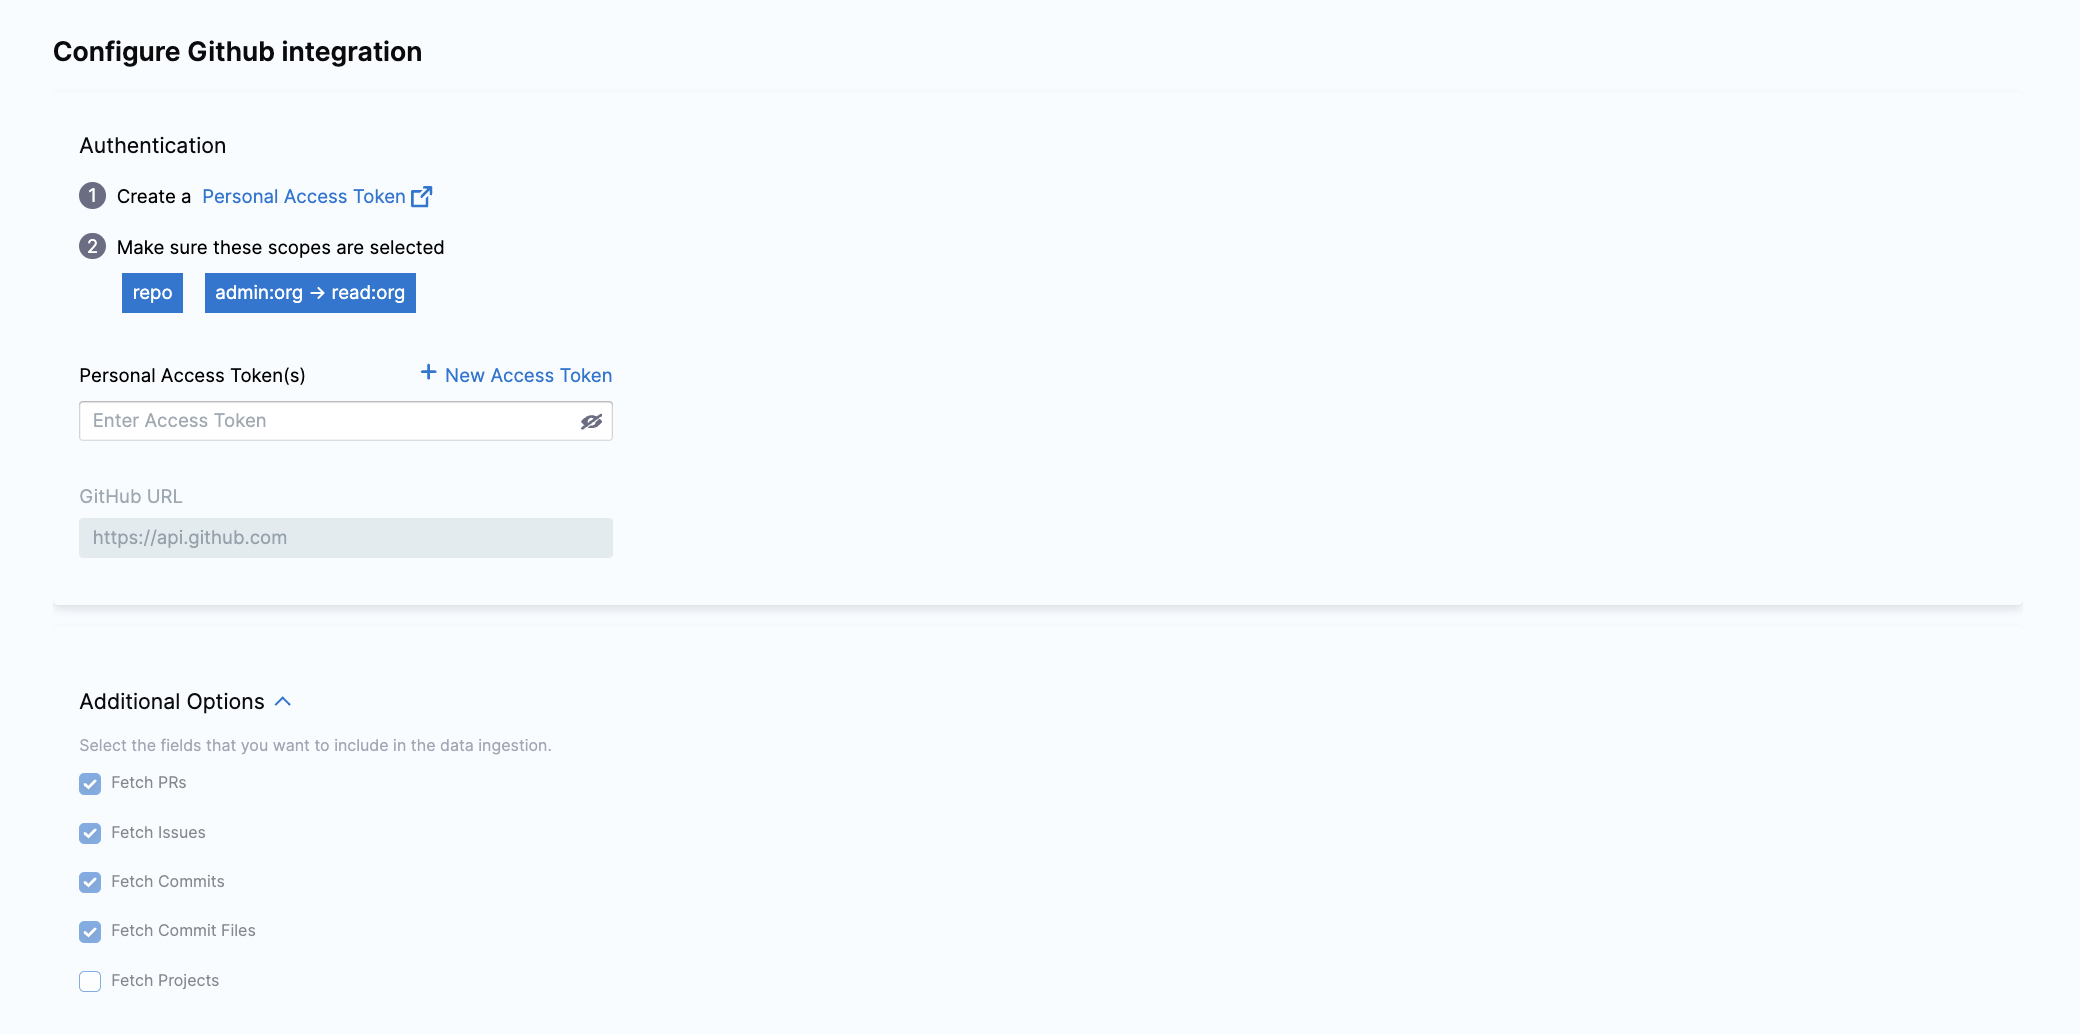 Configure Github integration
Authentication
1 Create a Personal Access Token
2 Make sure these scopes are selected
repo admin:org → read:org
Personal Access Token(s) + New Access Token
Enter Access Token
GitHub URL
https://api.github.com
Additional Options
Select the fields that you want to include in the data ingestion.
Fetch PRs
Fetch Issues
Fetch Commits
Fetch Commit Files
Fetch Projects